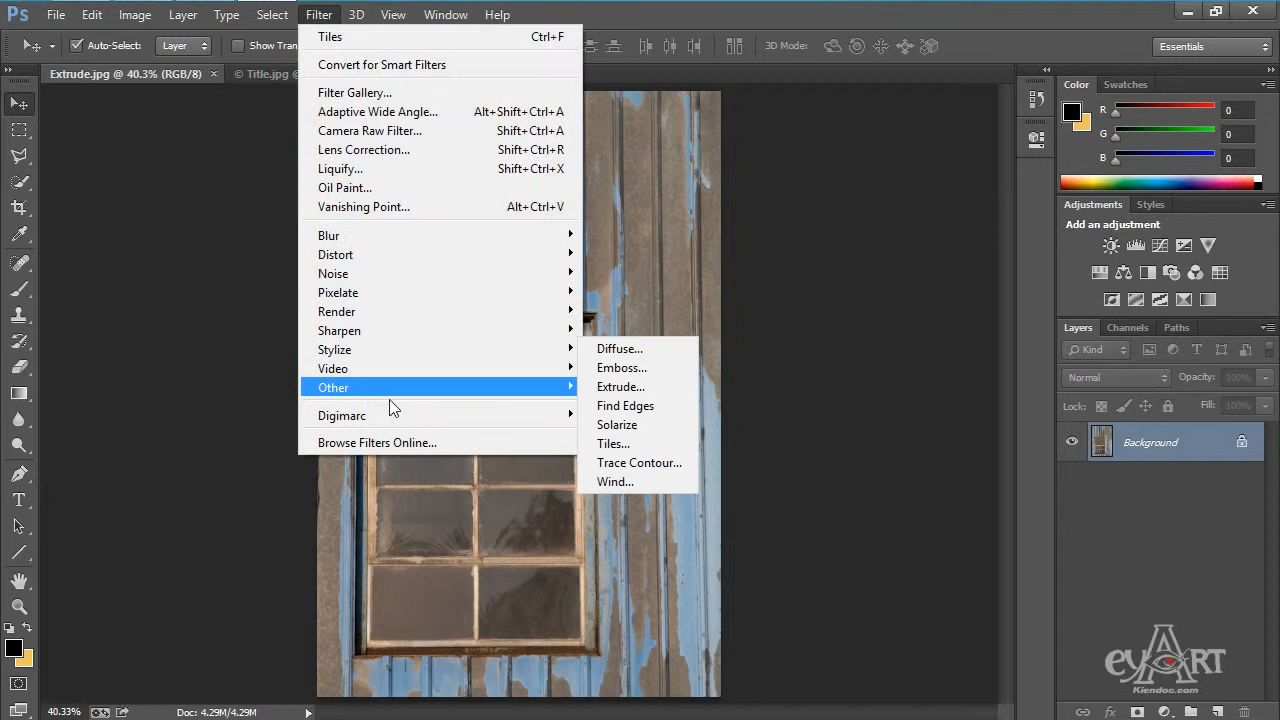 Ps File Edit Image Layer Type Select Filter 3D View Window Help
Auto-Select: Layer Show Tran 3D Mode: Essentials
Extrude.jpg @ 40.3% (RGB/8) × © Title.jpg @
Tiles Ctrl+F
Convert for Smart Filters
Filter Gallery...
Adaptive Wide Angle... Alt+Shift+Ctrl+A
Camera Raw Filter... Shift+Ctrl+A
Lens Correction... Shift+Ctrl+R
Liquify... Shift+Ctrl+X
Oil Paint...
Vanishing Point... Alt+Ctrl+V
Blur
Distort
Noise
Pixelate
Render
Sharpen
Stylize
Video
Other
Digimarc
Browse Filters Online...
Diffuse...
Emboss...
Extrude...
Find Edges
Solarize
Tiles...
Trace Contour...
Wind...
Color Swatches
R 0
G 0
B 0
Adjustments Styles
Add an adjustment
Layers Channels Paths
Kind
Normal Opacity: 100%
Lock: Fill: 100%
Background
eyART
Kiendoc.com
40.33% Doc: 4.29M/4.29M